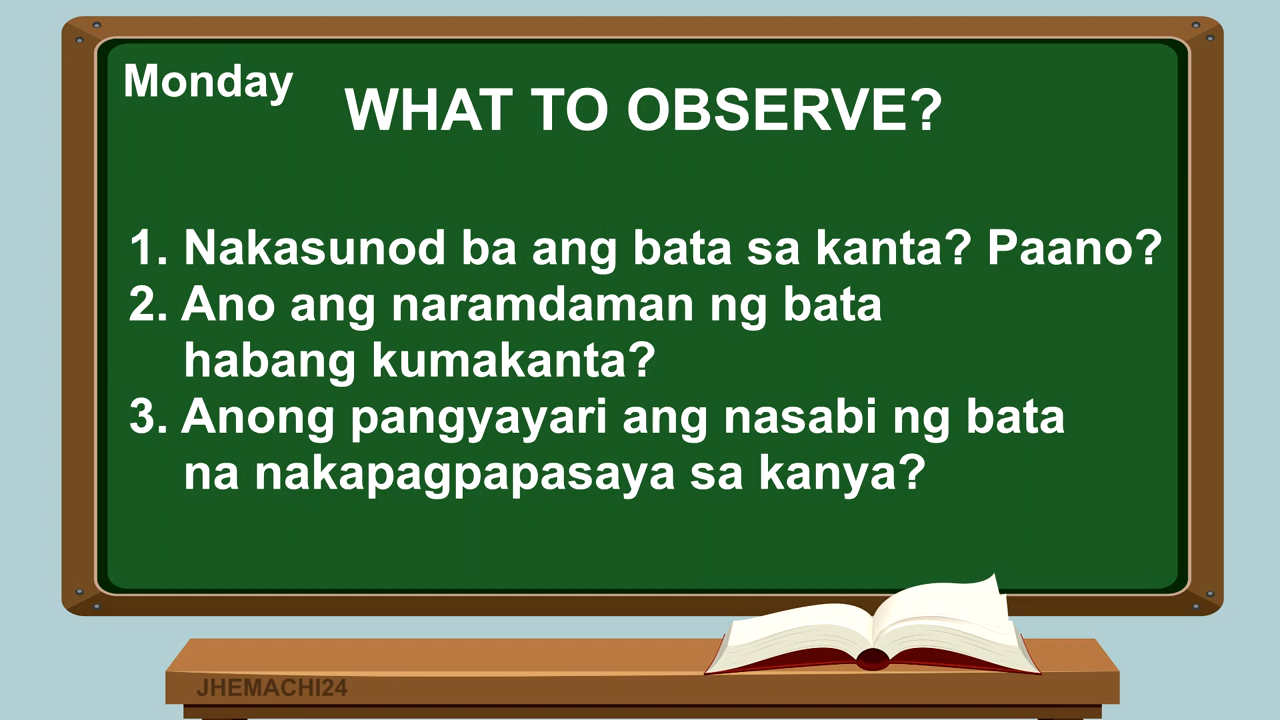 Monday
WHAT TO OBSERVE?
1. Nakasunod ba ang bata sa kanta? Paano?
2. Ano ang naramdaman ng bata
habang kumakanta?
3. Anong pangyayari ang nasabi ng bata
na nakapagpapasaya sa kanya?
JHEMACHI24